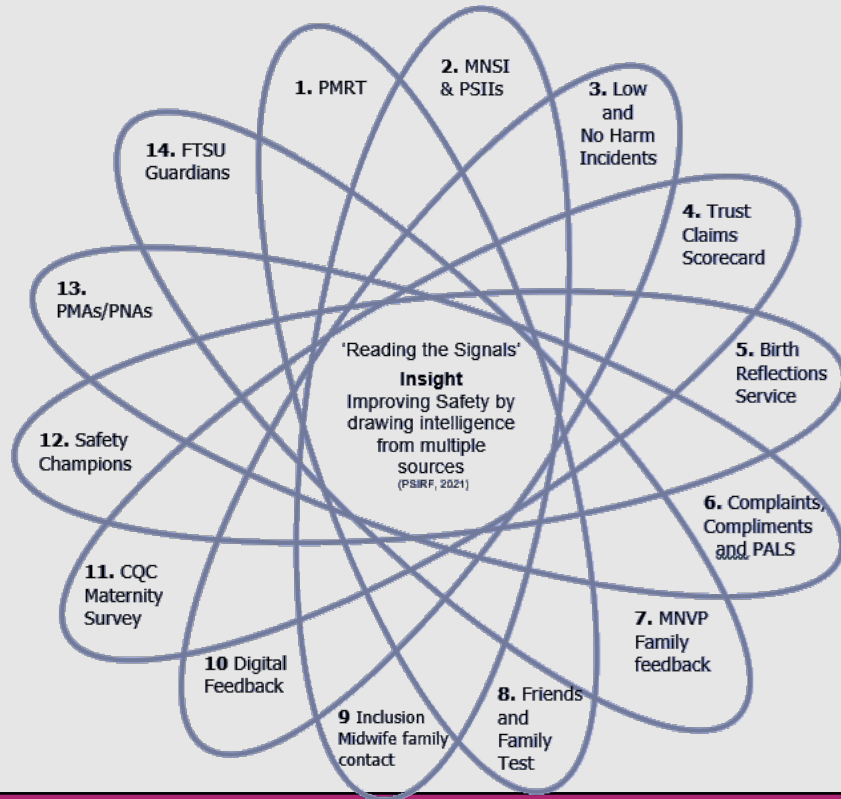 1. PMRT
2. MNSI
& PSIIs
3. Low
and
No Harm
Incidents
4. Trust
Claims
Scorecard
5. Birth
Reflections
Service
6. Complaints,
Compliments
and PALS
7. MNVP
Family
feedback
8. Friends
and
Family
Test
9 Inclusion
Midwife family
contact
10 Digital
Feedback
11. CQC
Maternity
Survey
12. Safety
Champions
13.
PMAs/PNAs
14. FTSU
Guardians
'Reading the Signals'
Insight
Improving Safety by
drawing intelligence
from multiple
sources
(PSIRF, 2021)